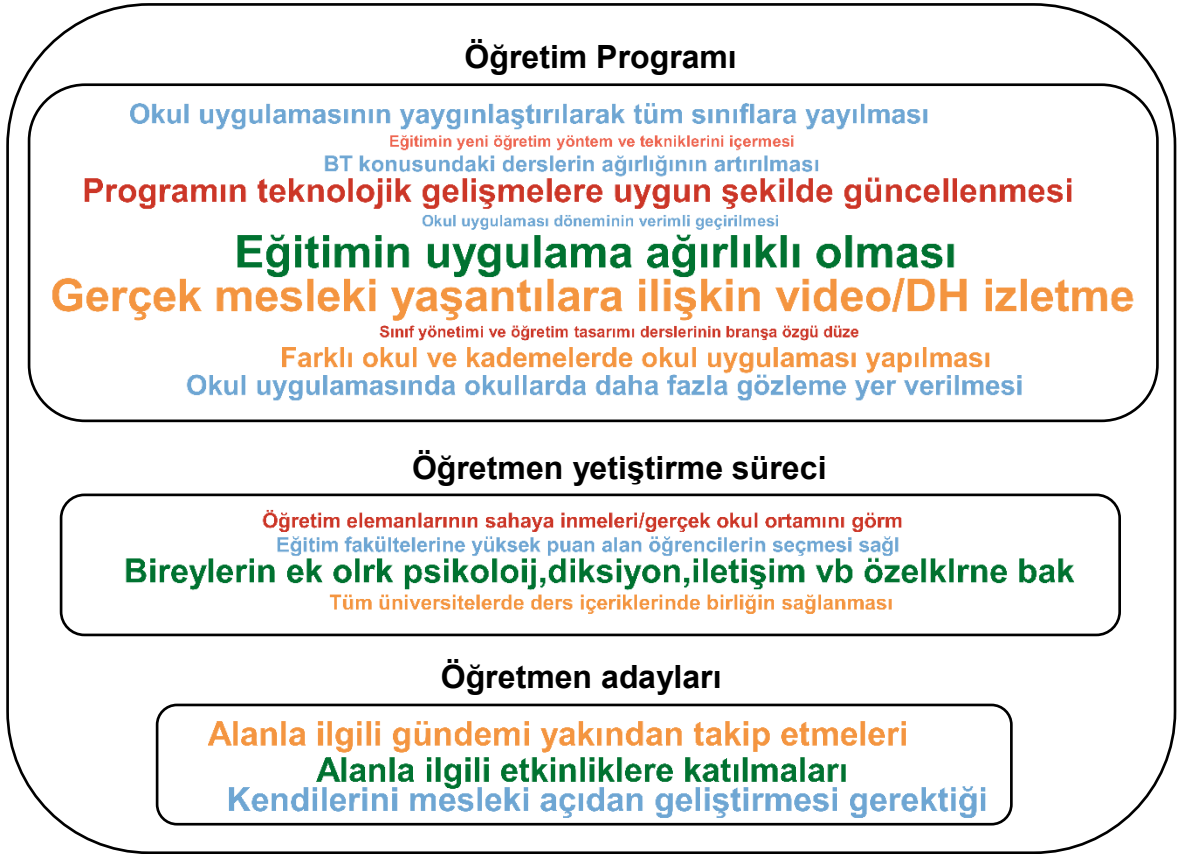 Öğretim Programı
Okul uygulamasının yaygınlaştırılarak tüm sınıflara yayılması
Eğitimin yeni öğretim yöntem ve tekniklerini içermesi
BT konusundaki derslerin ağırlığının artırılması
Programın teknolojik gelişmelere uygun şekilde güncellenmesi
Okul uygulaması döneminin verimli geçirilmesi
Eğitimin uygulama ağırlıklı olması
Gerçek mesleki yaşantılara ilişkin video/DH izletme
Sınıf yönetimi ve öğretim tasarımı derslerinin branşa özgü düze
Farklı okul ve kademelerde okul uygulaması yapılması
Okul uygulamasında okullarda daha fazla gözleme yer verilmesi
Öğretmen yetiştirme süreci
Öğretim elemanlarının sahaya inmeleri/gerçek okul ortamını görm
Eğitim fakültelerine yüksek puan alan öğrencilerin seçmesi sağl
Bireylerin ek olrk psikoloij,diksiyon,iletişim vb özelklrne bak
Tüm üniversitelerde ders içeriklerinde birliğin sağlanması
Öğretmen adayları
Alanla ilgili gündemi yakından takip etmeleri
Alanla ilgili etkinliklere katılmaları
Kendilerini mesleki açıdan geliştirmesi gerektiği